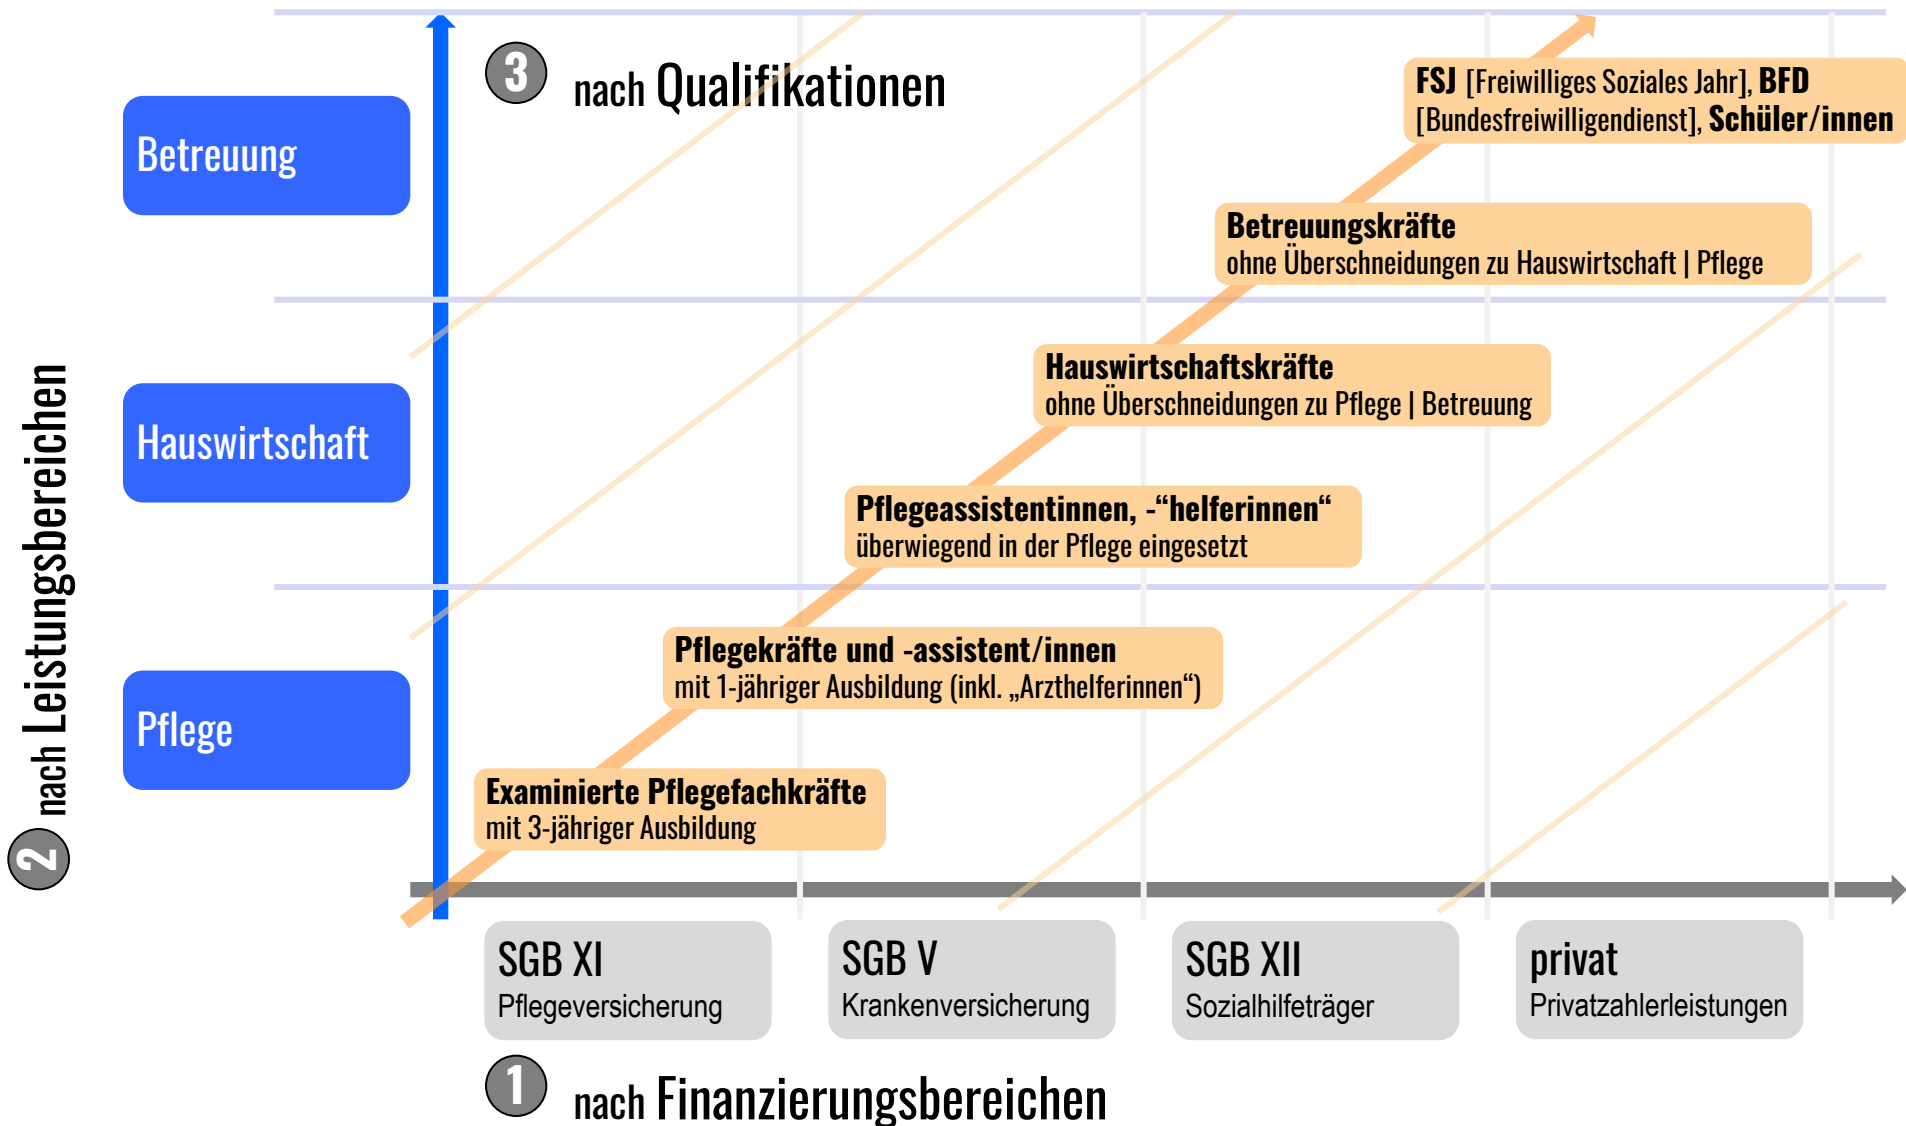 3
nach Qualifikationen
FSJ [Freiwilliges Soziales Jahr], BFD
[Bundesfreiwilligendienst], Schüler/innen
Betreuung
Betreuungskräfte
ohne Überschneidungen zu Hauswirtschaft | Pflege
Hauswirtschaftskräfte
ohne Überschneidungen zu Pflege | Betreuung
Hauswirtschaft
Pflegeassistentinnen, -“helferinnen“
überwiegend in der Pflege eingesetzt
Pflegekräfte und -assistent/innen
mit 1-jähriger Ausbildung (inkl. „Arzthelferinnen“)
Pflege
Examinierte Pflegefachkräfte
mit 3-jähriger Ausbildung
2
nach Leistungsbereichen
SGB XI
Pflegeversicherung
SGB V
Krankenversicherung
SGB XII
Sozialhilfeträger
privat
Privatzahlerleistungen
1
nach Finanzierungsbereichen